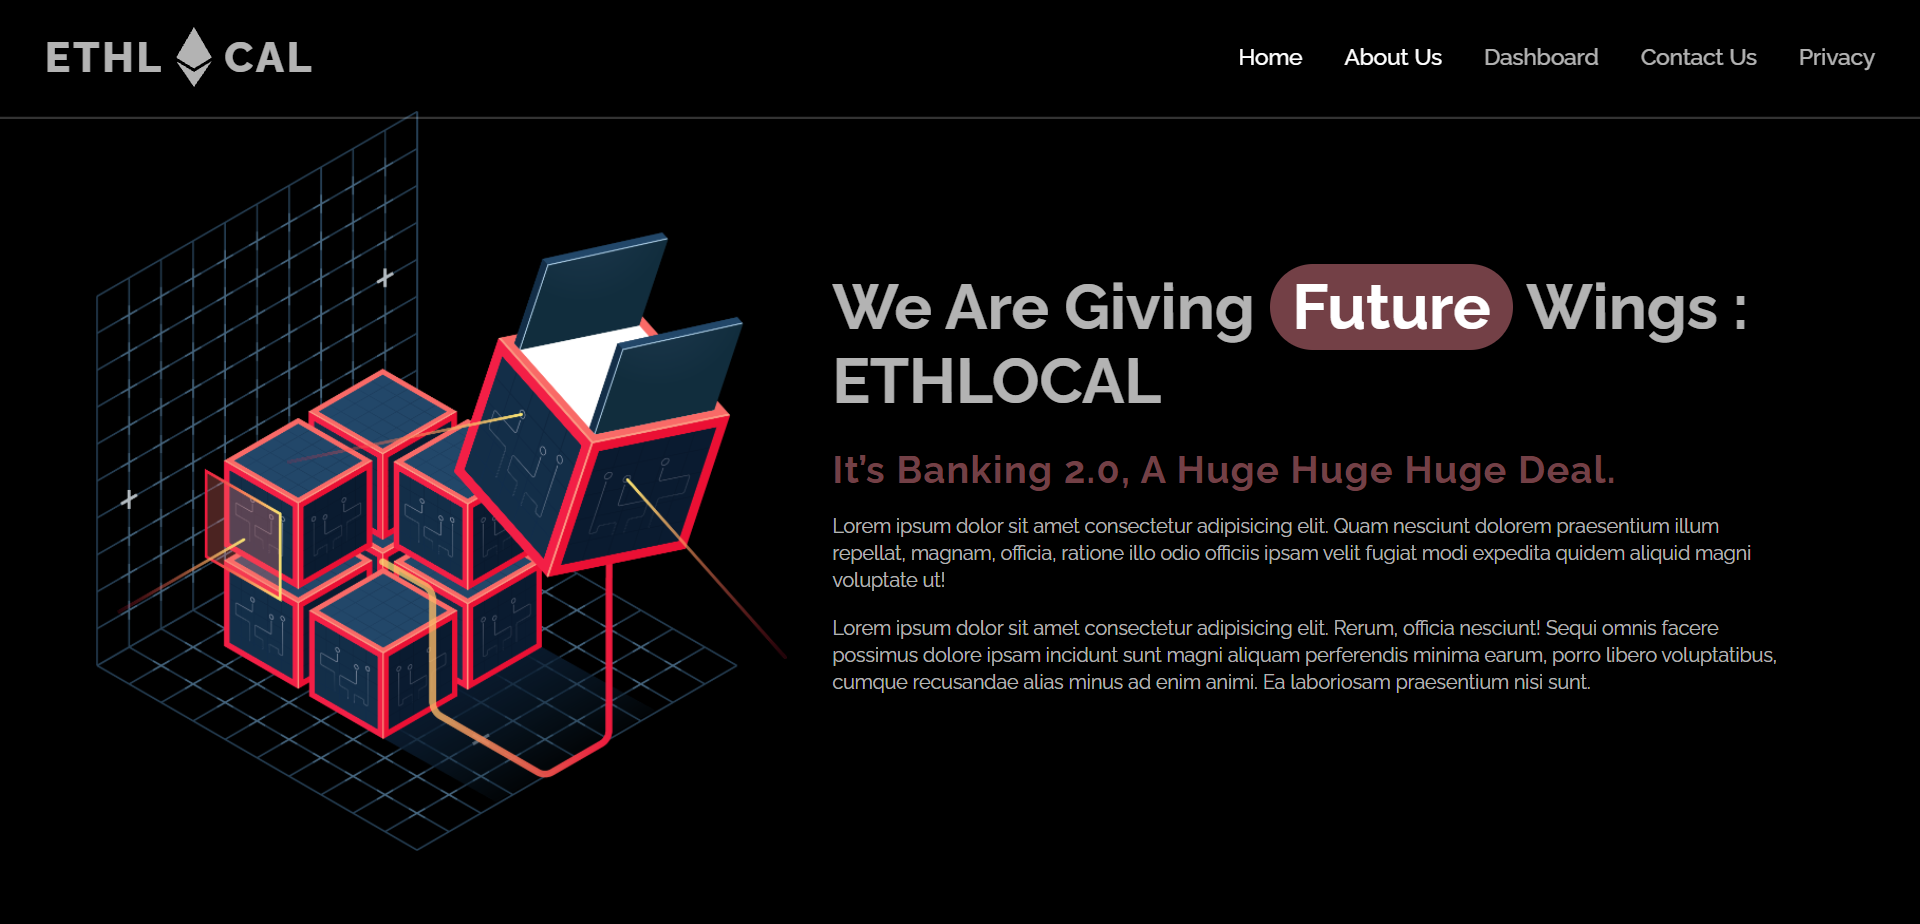 ETHL CAL
Home About Us Dashboard Contact Us Privacy
We Are Giving Future Wings :
ETHLOCAL
It's Banking 2.0, A Huge Huge Huge Deal.
Lorem ipsum dolor sit amet consectetur adipisicing elit. Quam nesciunt dolorem praesentium illum
repellat, magnam, officia, ratione illo odio officiis ipsam velit fugiat modi expedita quidem aliquid magni
voluptate ut!
Lorem ipsum dolor sit amet consectetur adipisicing elit. Rerum, officia nesciunt! Sequi omnis facere
possimus dolore ipsam incidunt sunt magni aliquam perferendis minima earum, porro libero voluptatibus,
cumque recusandae alias minus ad enim animi. Ea laboriosam praesentium nisi sunt.